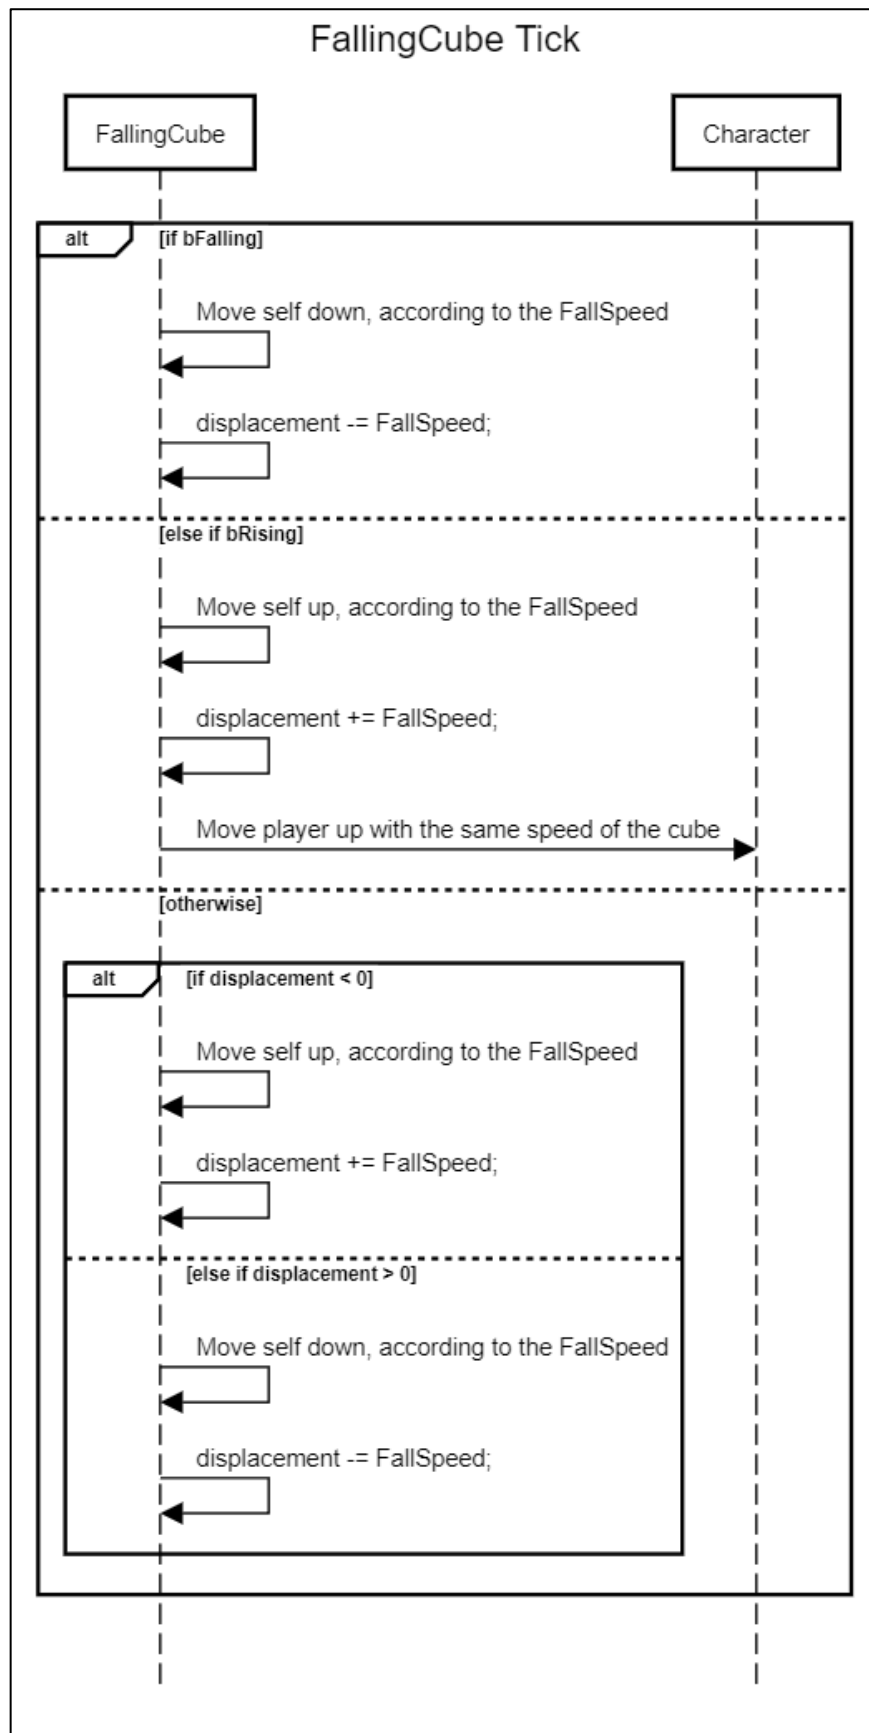 FallingCube Tick
FallingCube
Character
alt
[if bFalling]
Move self down, according to the FallSpeed
displacement -= FallSpeed;
[else if bRising]
Move self up, according to the FallSpeed
displacement += FallSpeed;
Move player up with the same speed of the cube
[otherwise]
alt
[if displacement < 0]
Move self up, according to the FallSpeed
displacement += FallSpeed;
[else if displacement > 0]
Move self down, according to the FallSpeed
displacement -= FallSpeed;